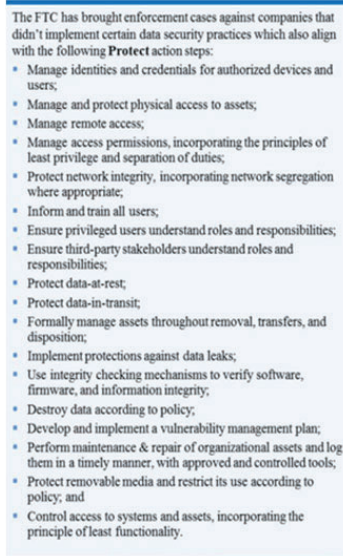 The FTC has brought enforcement cases against companies that
didn't implement certain data security practices which also align
with the following Protect action steps:
▪ Manage identities and credentials for authorized devices and
users;
▪ Manage and protect physical access to assets;
▪ Manage remote access;
▪ Manage access permissions, incorporating the principles of
least privilege and separation of duties;
▪ Protect network integrity, incorporating network segregation
where appropriate;
▪ Inform and train all users;
▪ Ensure privileged users understand roles and responsibilities;
▪ Ensure third-party stakeholders understand roles and
responsibilities;
▪ Protect data-at-rest;
▪ Protect data-in-transit;
▪ Formally manage assets throughout removal, transfers, and
disposition;
▪ Implement protections against data leaks;
▪ Use integrity checking mechanisms to verify software,
firmware, and information integrity;
▪ Destroy data according to policy;
▪ Develop and implement a vulnerability management plan;
▪ Perform maintenance & repair of organizational assets and log
them in a timely manner, with approved and controlled tools;
▪ Protect removable media and restrict its use according to
policy; and
▪ Control access to systems and assets, incorporating the
principle of least functionality.